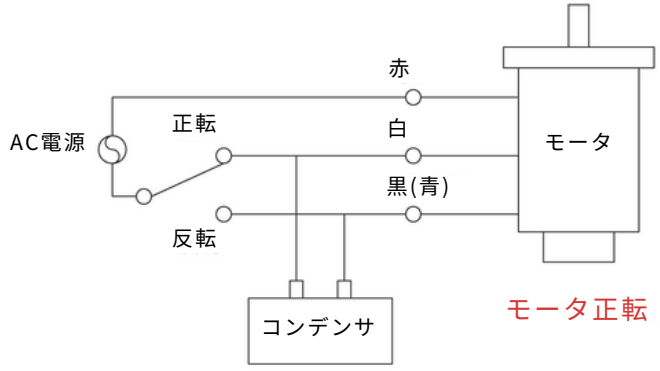 赤
正転
白
AC電源
モータ
黒(青)
反転
モータ正転
コンデンサ